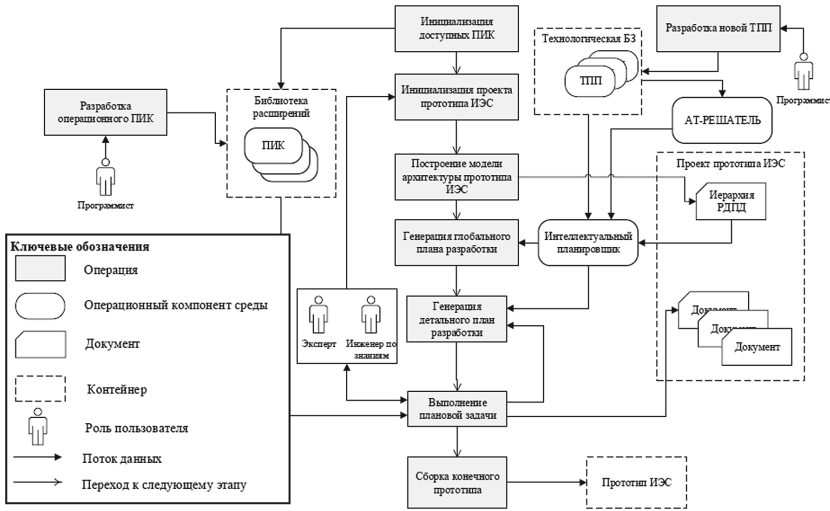 Инициализация
доступных ПИК
Технологическая БЗ
ТПП
Разработка новой ТПП
Программист
Разработка
операционного ПИК
Программист
Библиотека
расширений
ПИК
Инициализация проекта
прототипа ИЭС
АТ-РЕШАТЕЛЬ
Построение модели
архитектуры прототипа
ИЭС
Проект прототипа ИЭС
Иерархия
РДПД
Генерация глобального
плана разработки
Интеллектуальный
планировщик
Ключевые обозначения
Операция
Операционный компонент среды
Документ
Контейнер
Роль пользователя
Поток данных
Переход к следующему этапу
Эксперт
Инженер по
знаниям
Генерация
детального план
разработки
Документ
Документ
Документ
Выполнение
плановой задачи
Сборка конечного
прототипа
Прототип ИЭС